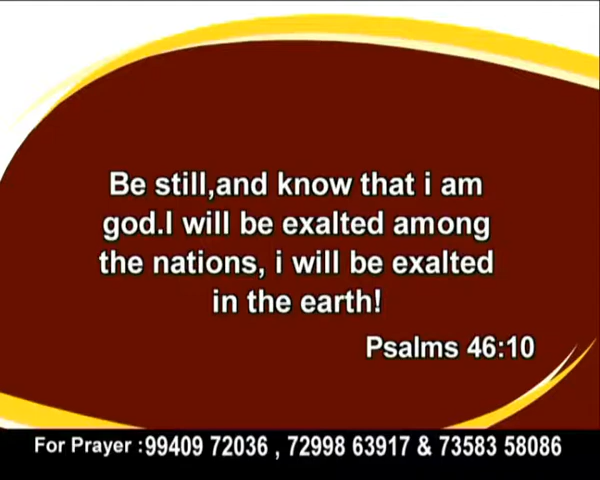 Be still,and know that i am
god.I will be exalted among
the nations, i will be exalted
in the earth!
Psalms 46:10
For Prayer :99409 72036 , 72998 63917 & 73583 58086